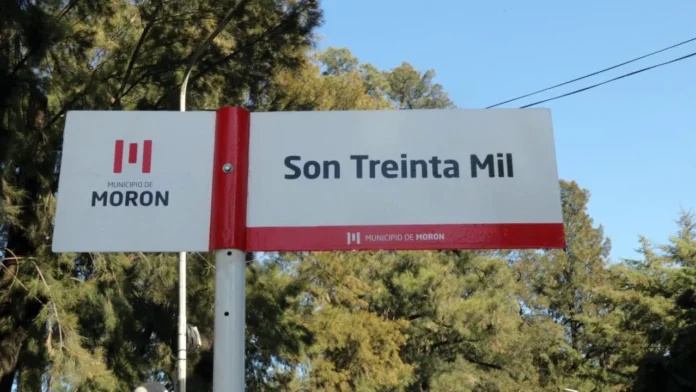 MUNICIPIO DE
MORON
Son Treinta Mil
MUNICIPIO DE MORON